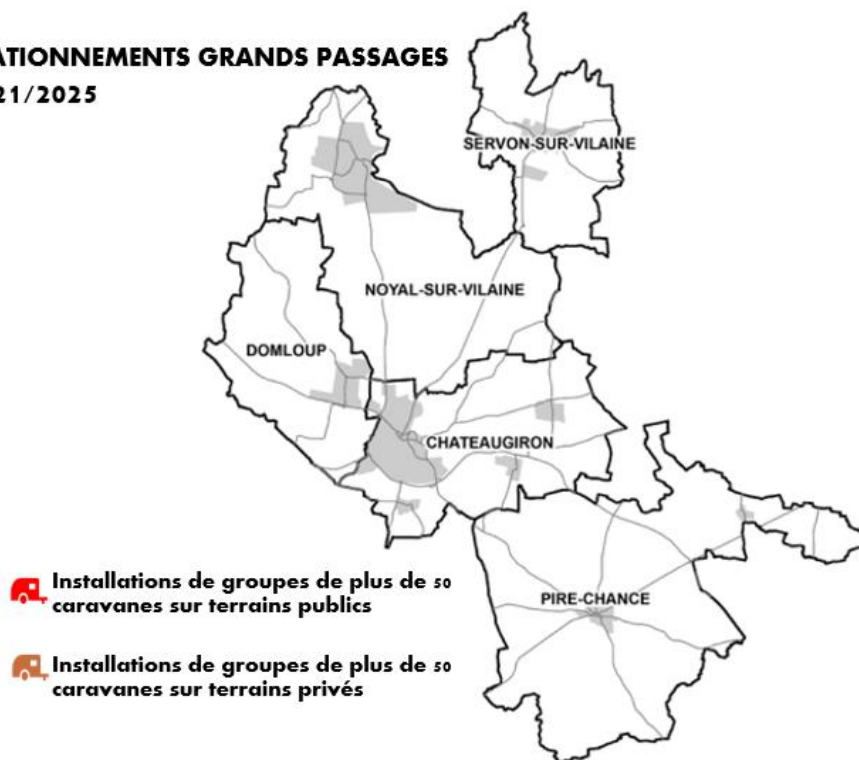 ATIONNEMENTS GRANDS PASSAGES
21/2025
SERVON-SUR-VILAINE
NOYAL-SUR-VILAINE
DOMLOUP
CHATEAUGIRON
PIRE-CHANCE
Installations de groupes de plus de 50
caravanes sur terrains publics
Installations de groupes de plus de 50
caravanes sur terrains privés